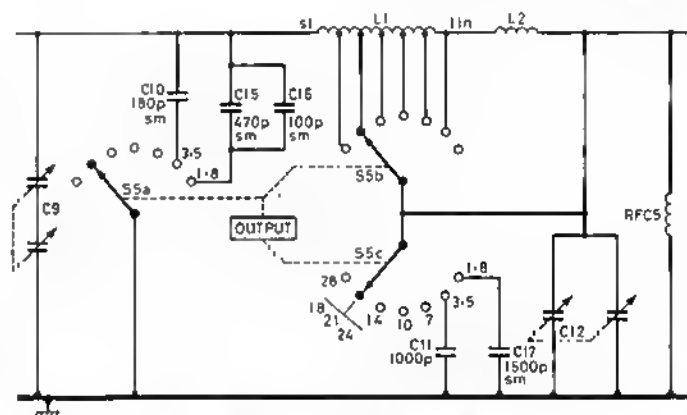 L1
L2
C10
180p
sm
C15
470p
sm
C16
100p
sm
3·5
1·8
C9
S5a
S5b
OUTPUT
S5c
RFC5
28
18
21
24
14
10
7
3·5
1·8
C11
1000p
C17
1500p
sm
C12